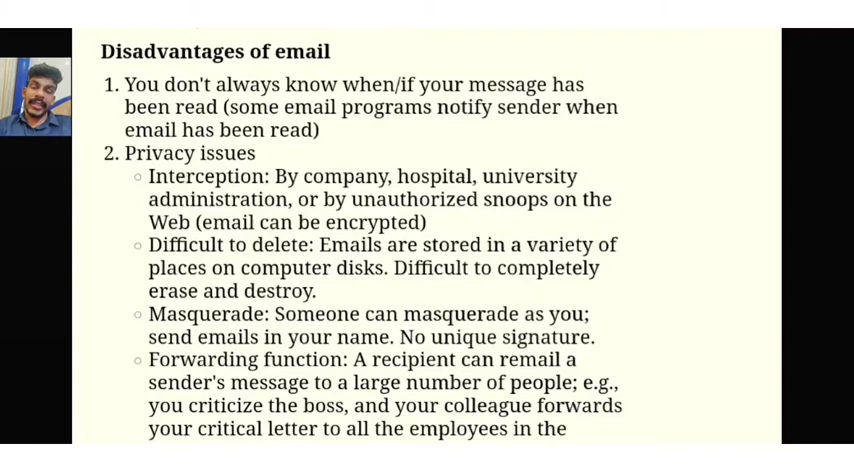 Disadvantages of email
1. You don't always know when/if your message has
been read (some email programs notify sender when
email has been read)
2. Privacy issues
◦ Interception: By company, hospital, university
administration, or by unauthorized snoops on the
Web (email can be encrypted)
◦ Difficult to delete: Emails are stored in a variety of
places on computer disks. Difficult to completely
erase and destroy.
◦ Masquerade: Someone can masquerade as you;
send emails in your name. No unique signature.
◦ Forwarding function: A recipient can remail a
sender's message to a large number of people; e.g.,
you criticize the boss, and your colleague forwards
your critical letter to all the employees in the